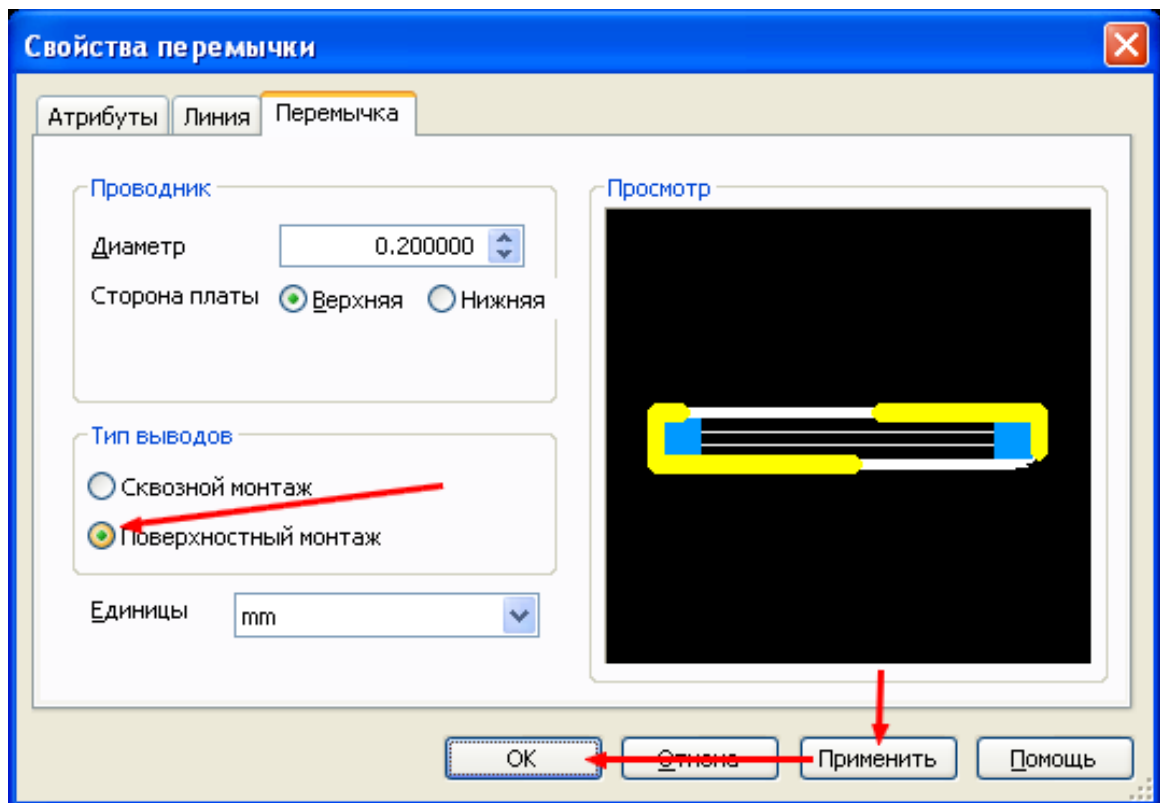 Свойства перемычки
Атрибуты Линия Перемычка
Проводник
Диаметр 0.200000
Сторона платы Верхняя Нижняя
Тип выводов
Сквозной монтаж
Поверхностный монтаж
Единицы mm
Просмотр
OK Отмена Применить Помощь